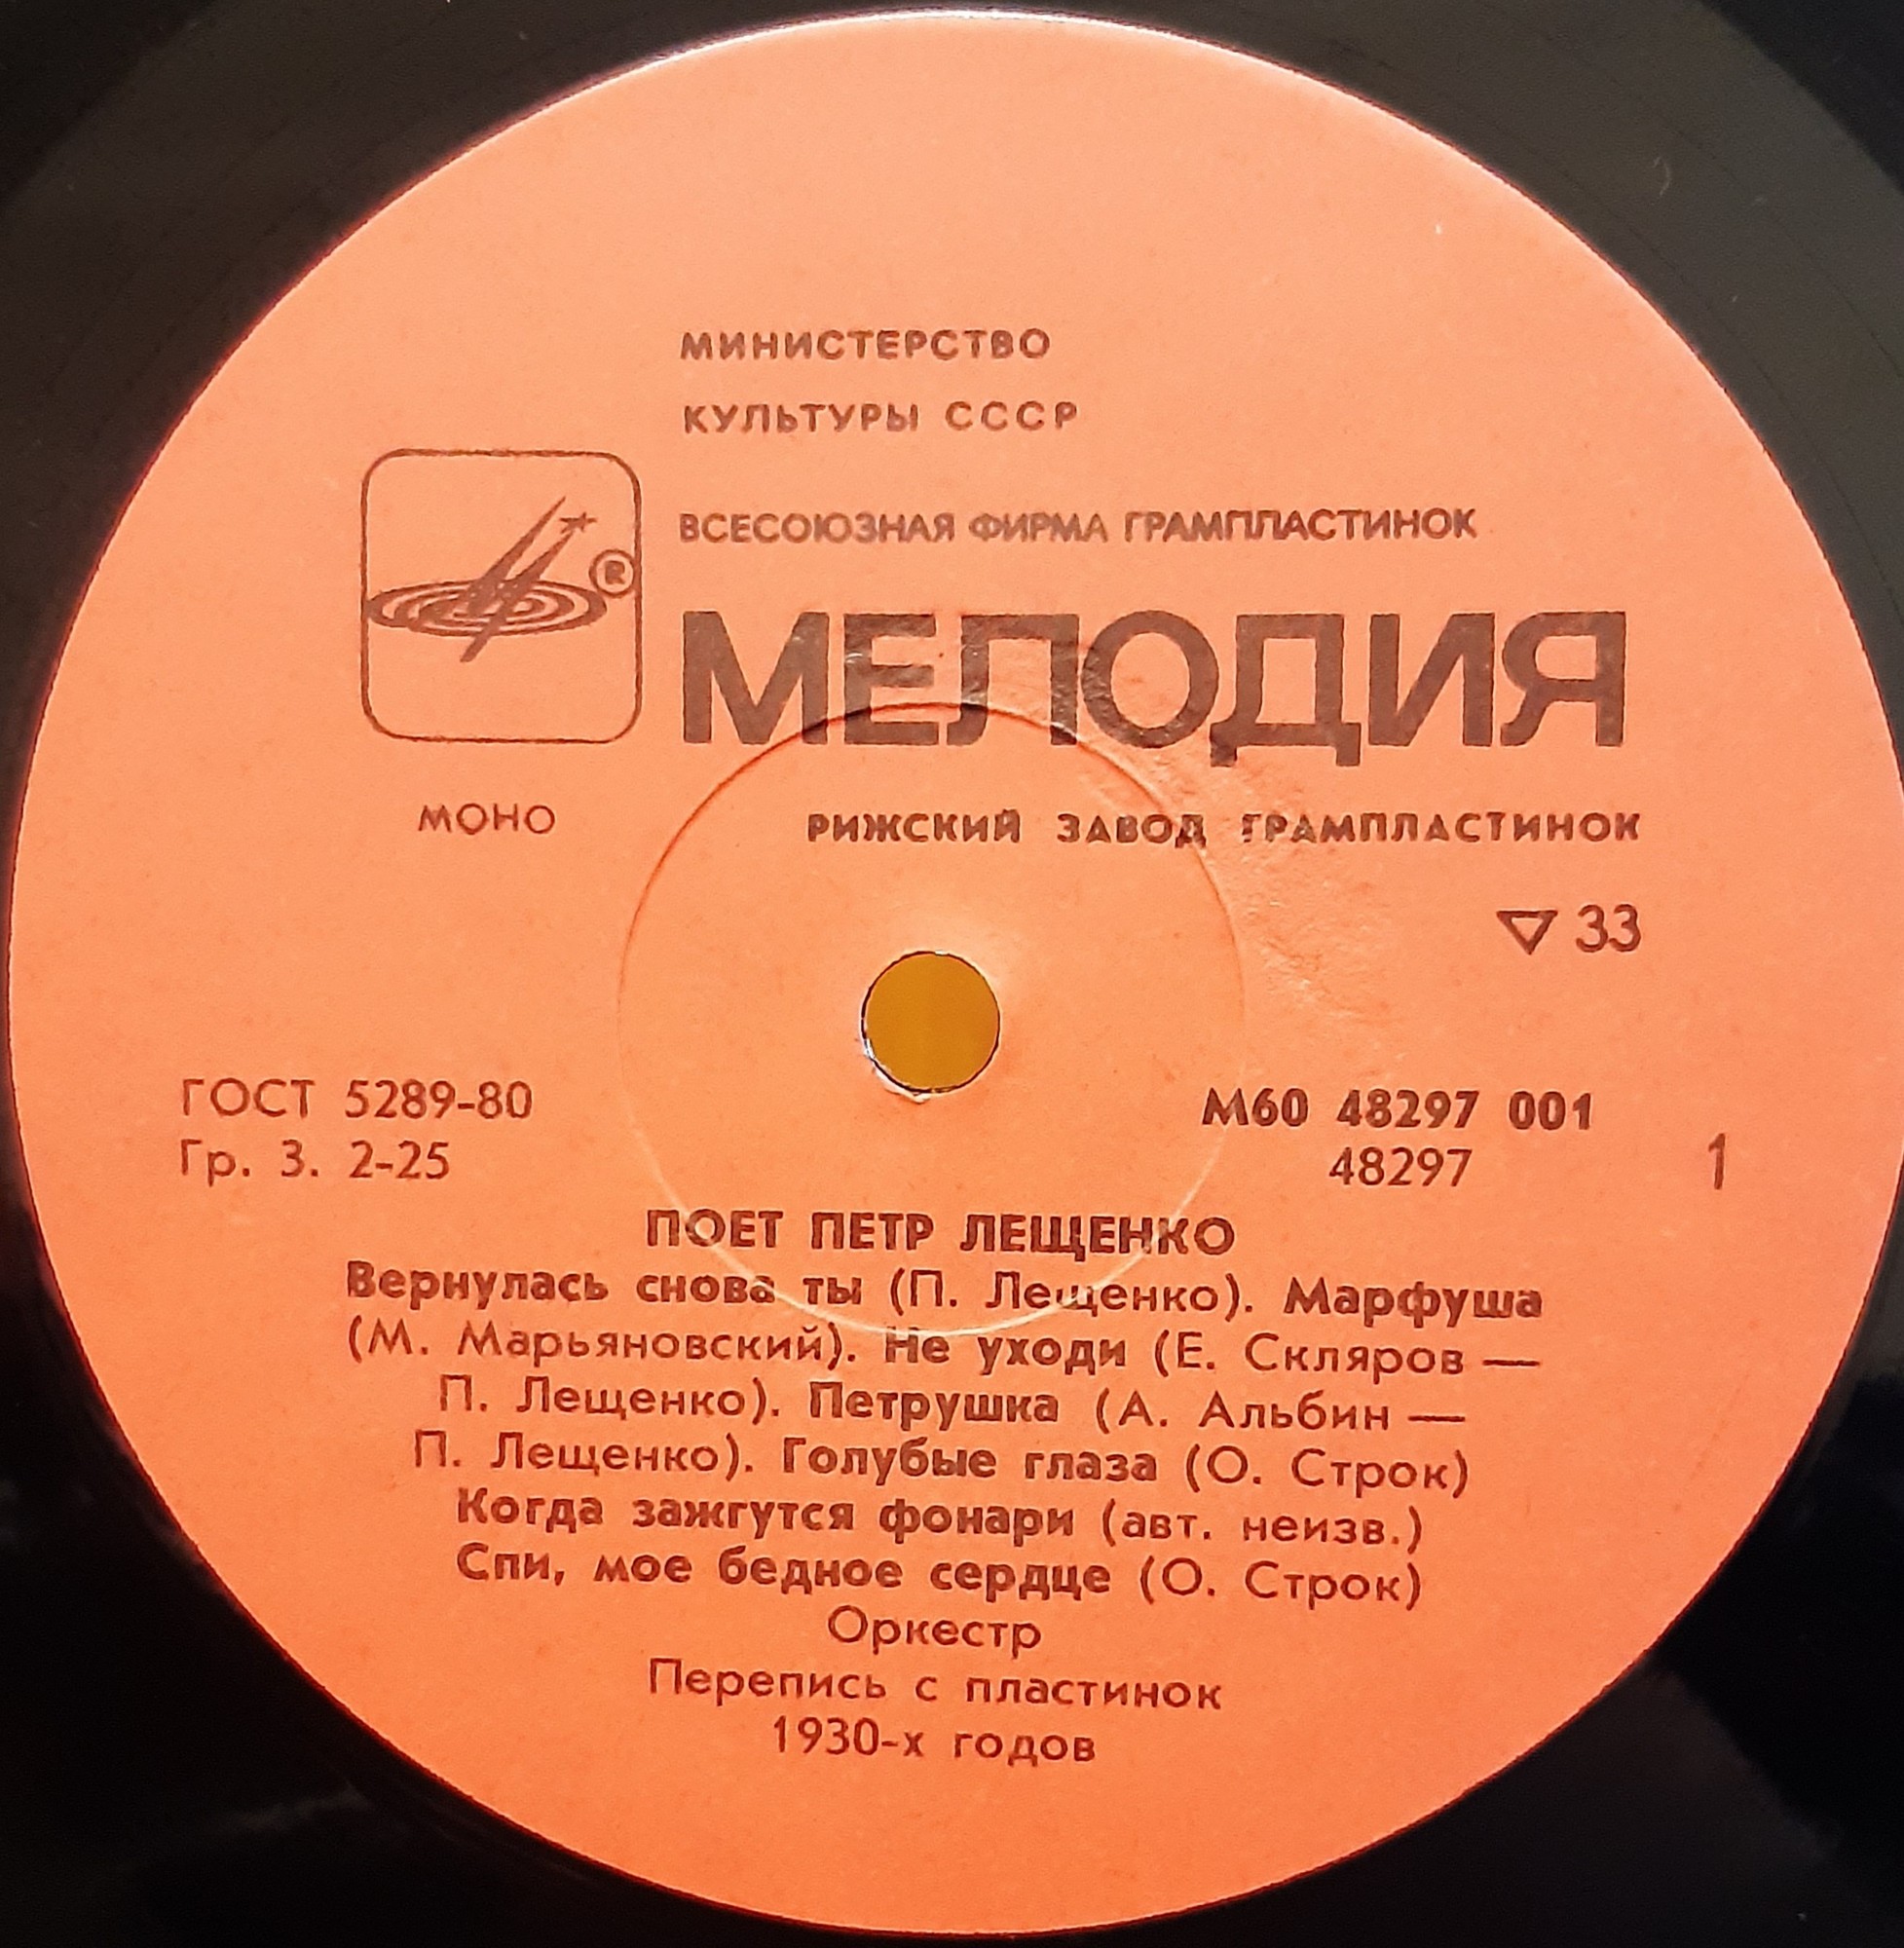 МИНИСТЕРСТВО
КУЛЬТУРЫ СССР
ВСЕСОЮЗНАЯ ФИРМА ГРАМПЛАСТИНОК
®
МЕЛОДИЯ
МОНО
РИЖСКИЙ ЗАВОД ГРАМПЛАСТИНОК
▽ 33
ГОСТ 5289-80
Гр. 3. 2-25
М60 48297 001
48297
1
ПОЕТ ПЕТР ЛЕЩЕНКО
Вернулась снова ты (П. Лещенко). Марфуша
(М. Марьяновский). Не уходи (Е. Скляров —
П. Лещенко). Петрушка (А. Альбин —
П. Лещенко). Голубые глаза (О. Строк)
Когда зажгутся фонари (авт. неизв.)
Спи, мое бедное сердце (О. Строк)
Оркестр
Перепись с пластинок
1930-х годов